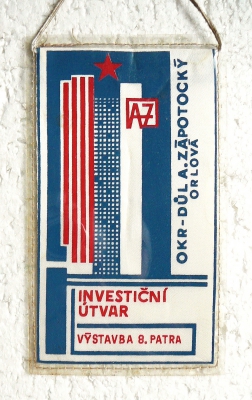 AZ
OKR-DŮL A.ZÁPOTOCKÝ
ORLOVÁ
INVESTIČNÍ
ÚTVAR
VÝSTAVBA 8. PATRA